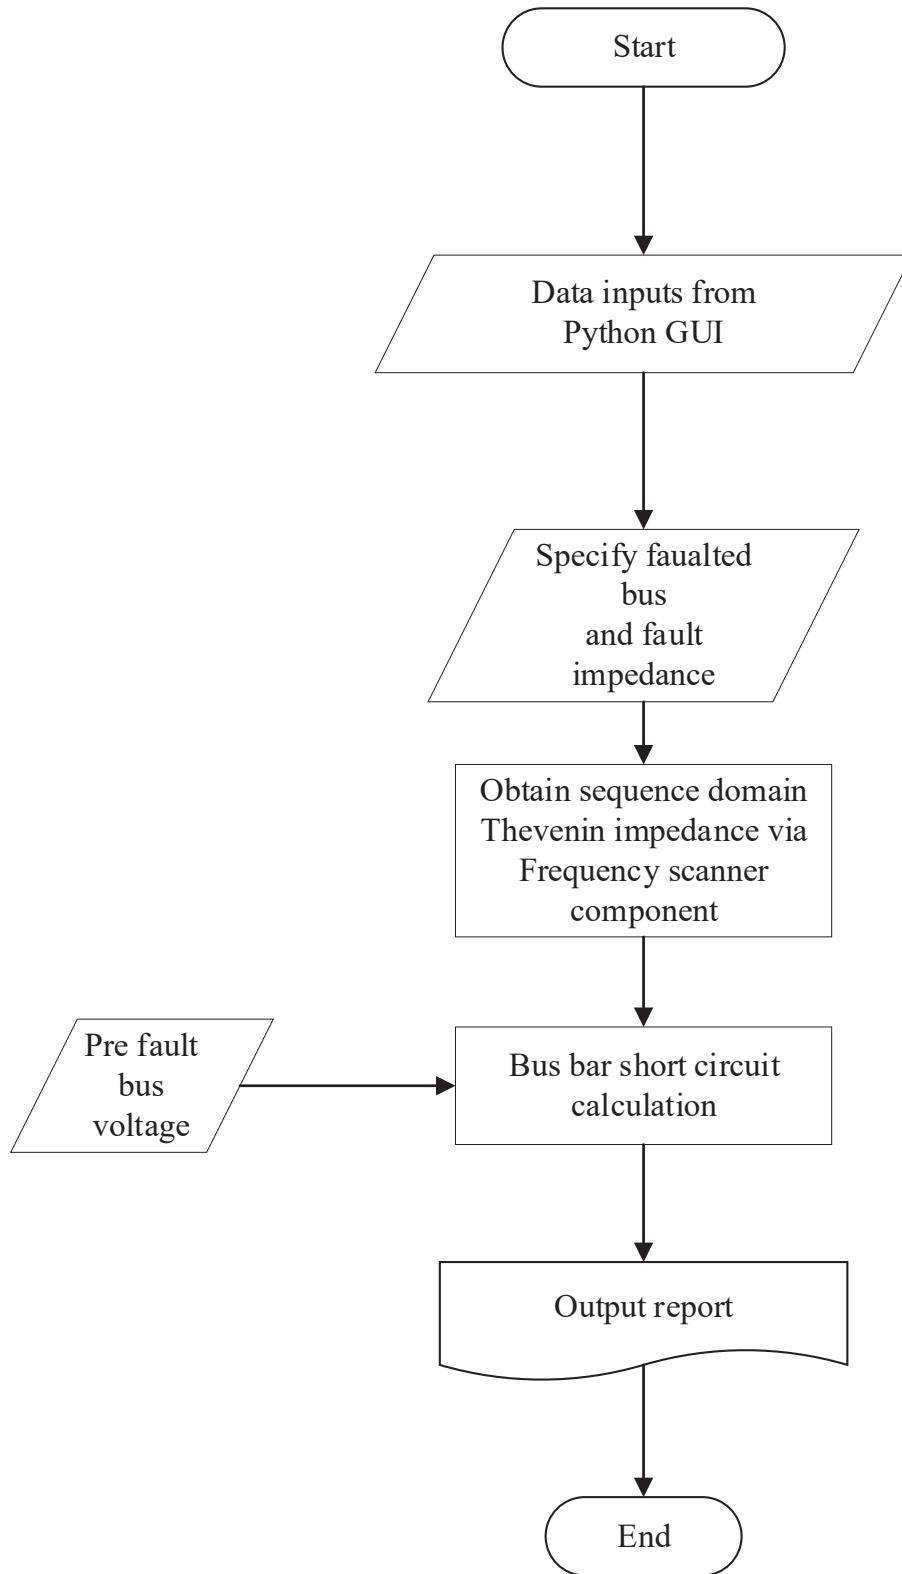 Start
Data inputs from
Python GUI
Specify faualted
bus
and fault
impedance
Obtain sequence domain
Thevenin impedance via
Frequency scanner
component
Pre fault
bus
voltage
Bus bar short circuit
calculation
Output report
End